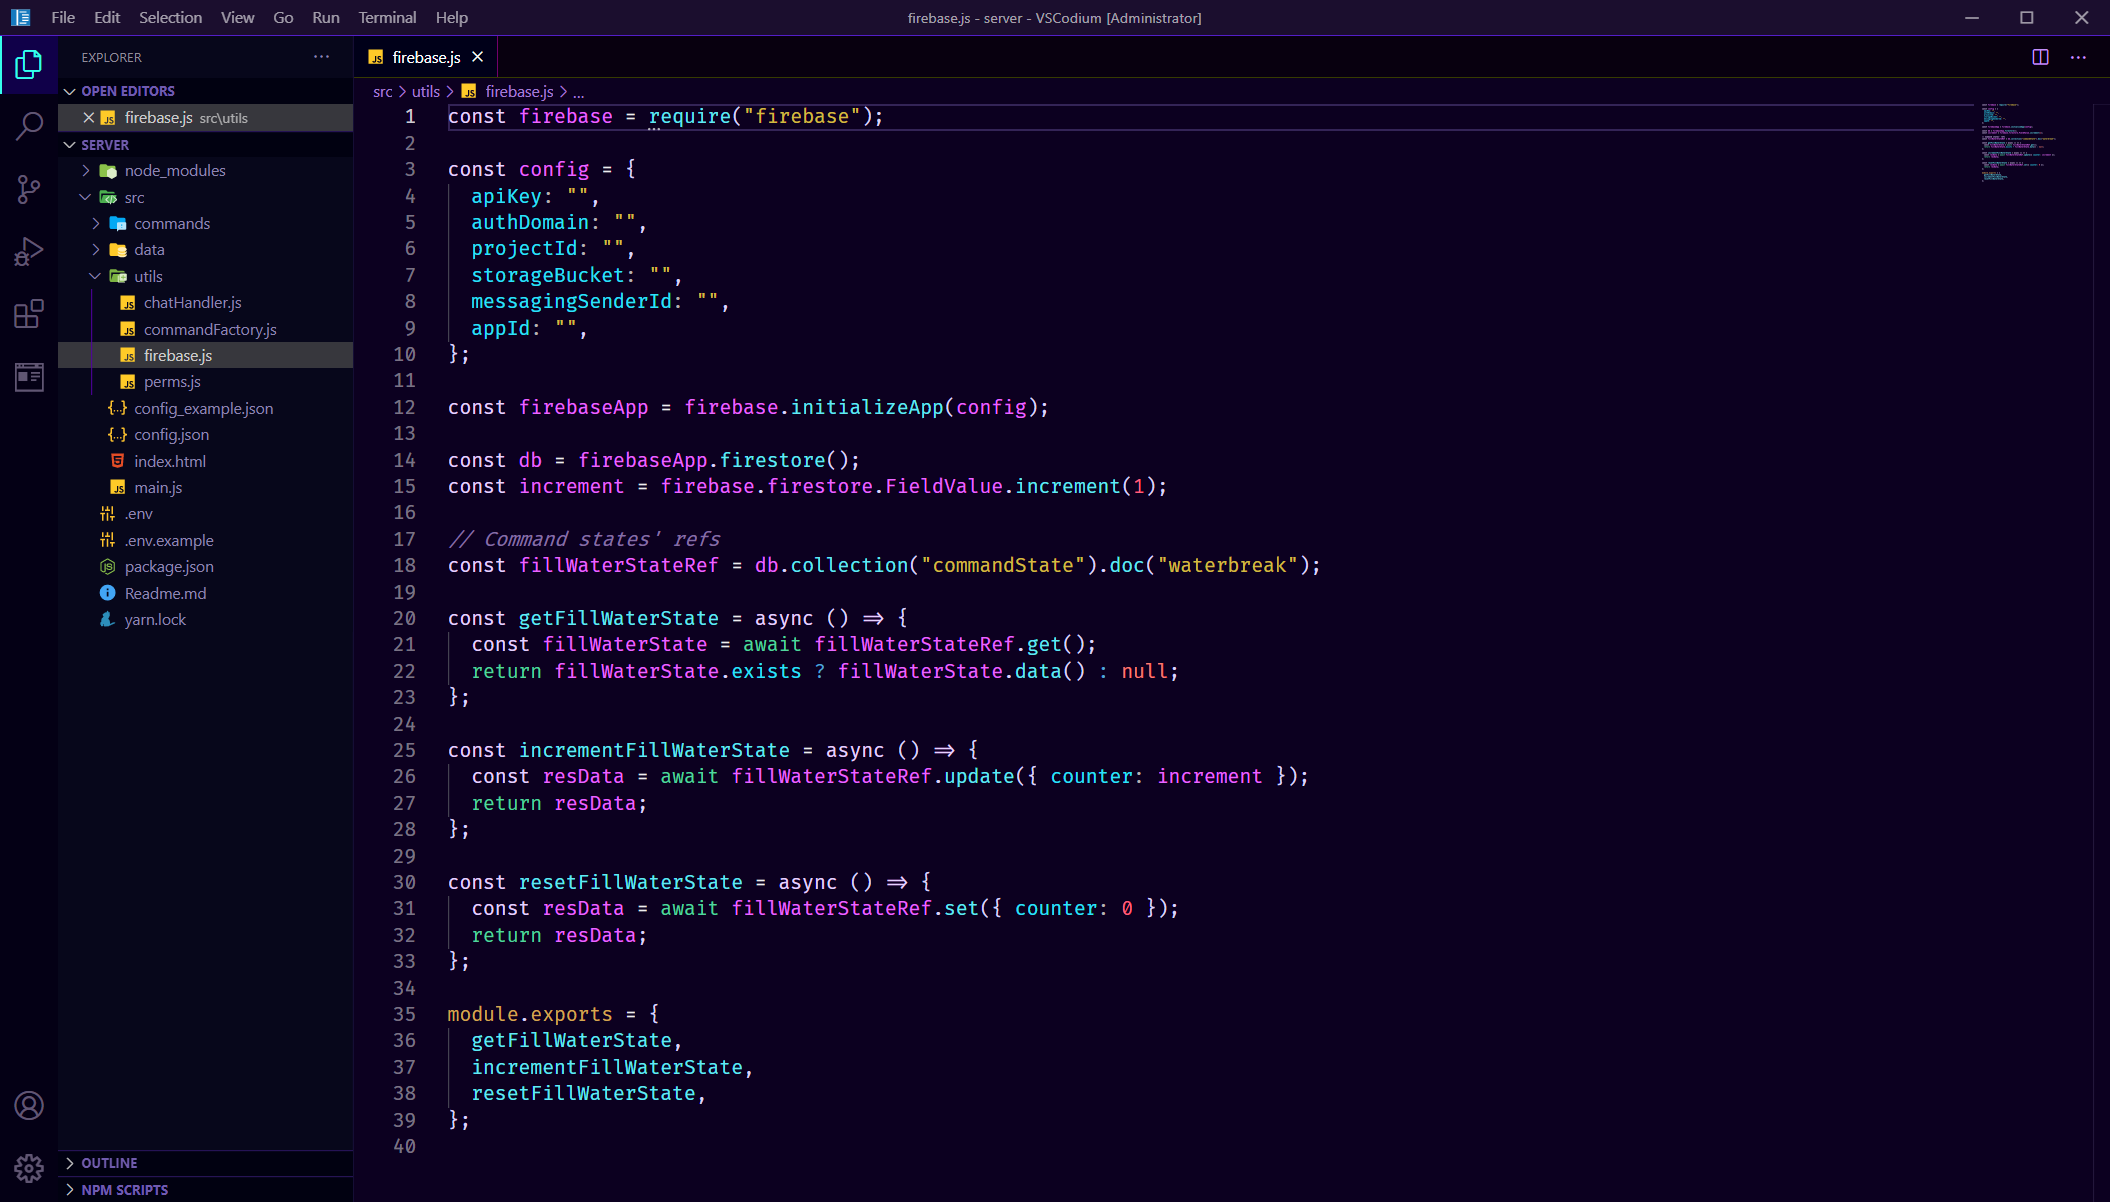 File Edit Selection View Go Run Terminal Help
firebase.js - server - VSCodium [Administrator]
EXPLORER
OPEN EDITORS
firebase.js src\utils
SERVER
node_modules
src
commands
data
utils
chatHandler.js
commandFactory.js
firebase.js
perms.js
config_example.json
config.json
index.html
main.js
.env
.env.example
package.json
Readme.md
yarn.lock
OUTLINE
NPM SCRIPTS
firebase.js
src > utils > firebase.js > ...
1 const firebase = require("firebase");
2
3 const config = {
4   apiKey: "",
5   authDomain: "",
6   projectId: "",
7   storageBucket: "",
8   messagingSenderId: "",
9   appId: "",
10 };
11
12 const firebaseApp = firebase.initializeApp(config);
13
14 const db = firebaseApp.firestore();
15 const increment = firebase.firestore.FieldValue.increment(1);
16
17 // Command states' refs
18 const fillWaterStateRef = db.collection("commandState").doc("waterbreak");
19
20 const getFillWaterState = async () => {
21   const fillWaterState = await fillWaterStateRef.get();
22   return fillWaterState.exists ? fillWaterState.data() : null;
23 };
24
25 const incrementFillWaterState = async () => {
26   const resData = await fillWaterStateRef.update({ counter: increment });
27   return resData;
28 };
29
30 const resetFillWaterState = async () => {
31   const resData = await fillWaterStateRef.set({ counter: 0 });
32   return resData;
33 };
34
35 module.exports = {
36   getFillWaterState,
37   incrementFillWaterState,
38   resetFillWaterState,
39 };
40